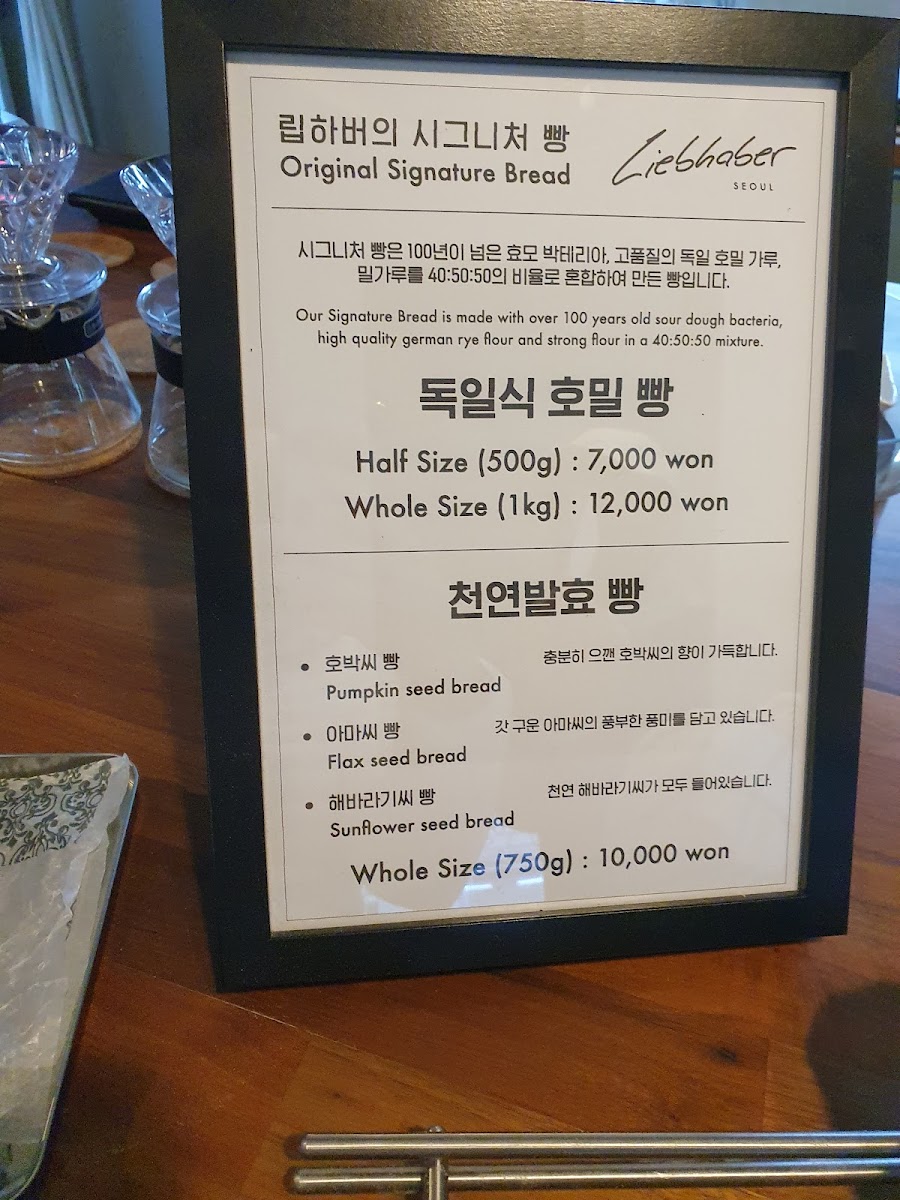 립하버의 시그니처 빵
Original Signature Bread
Liebhaber
SEOUL
시그니처 빵은 100년이 넘은 효모 박테리아, 고품질의 독일 호밀 가루,
밀가루를 40:50:50의 비율로 혼합하여 만든 빵입니다.
Our Signature Bread is made with over 100 years old sour dough bacteria,
high quality german rye flour and strong flour in a 40:50:50 mixture.
독일식 호밀 빵
Half Size (500g) : 7,000 won
Whole Size (1kg) : 12,000 won
천연발효 빵
• 호박씨 빵 충분히 으깬 호박씨의 향이 가득합니다.
Pumpkin seed bread
• 아마씨 빵 갓 구운 아마씨의 풍부한 풍미를 담고 있습니다.
Flax seed bread
• 해바라기씨 빵 천연 해바라기씨가 모두 들어있습니다.
Sunflower seed bread
Whole Size (750g) : 10,000 won